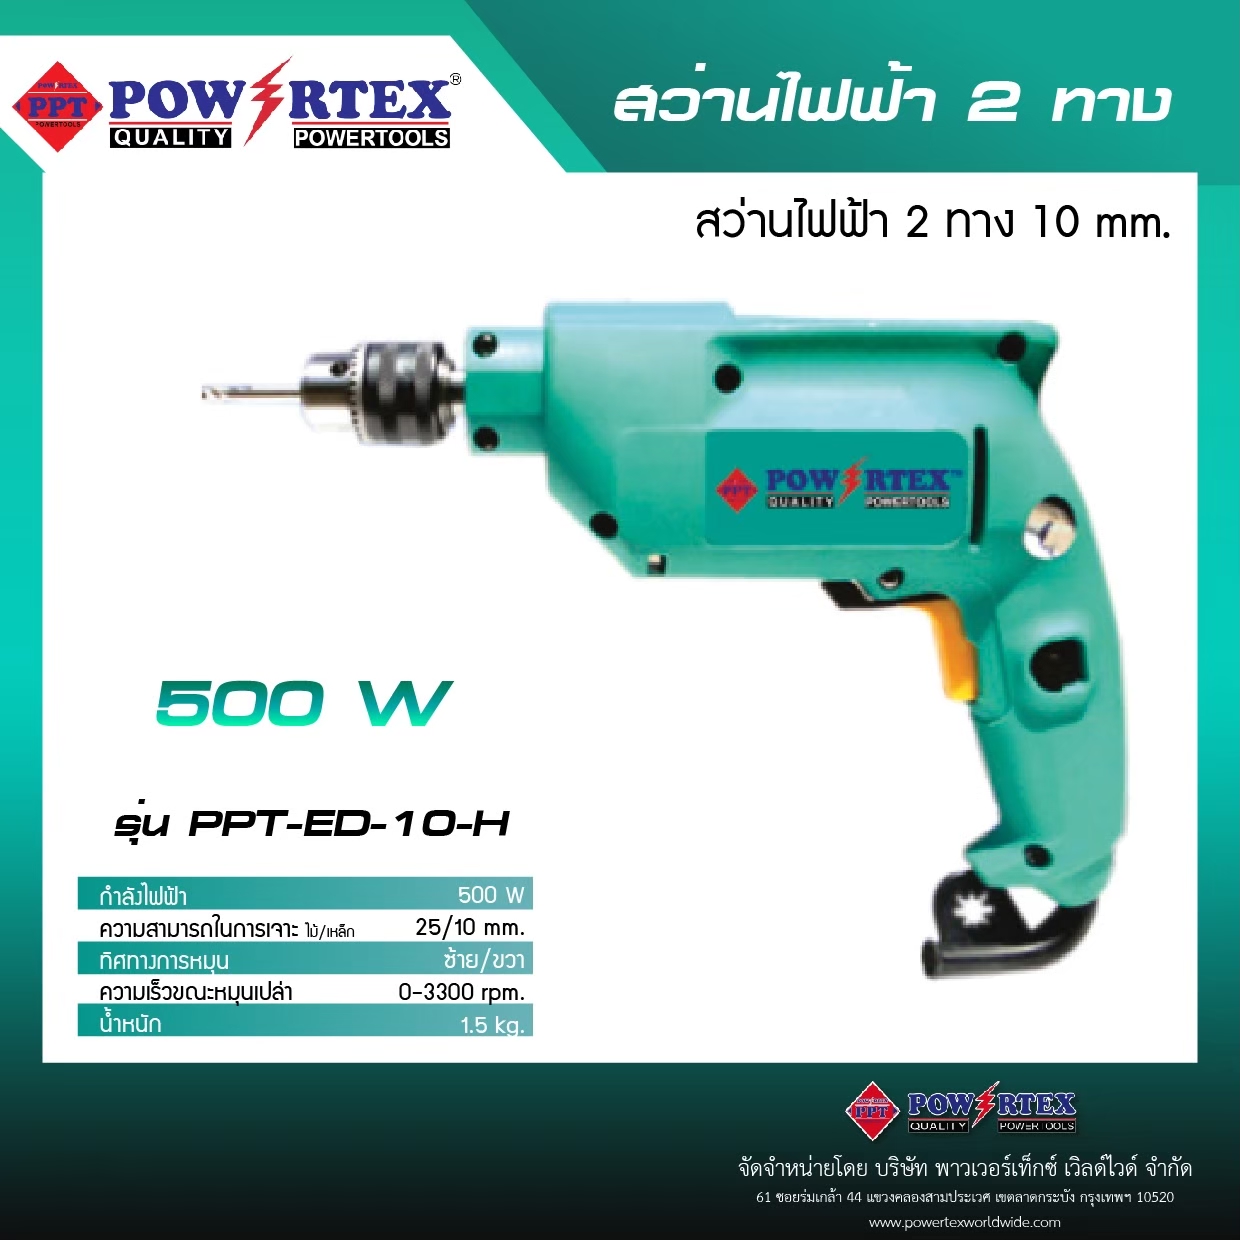 PPT POWERTEX®
POWERTOOLS
QUALITY POWERTOOLS
สว่านไฟฟ้า 2 ทาง
สว่านไฟฟ้า 2 ทาง 10 mm.
PPT POWERTEX™
QUALITY POWERTOOLS
500 W
รุ่น PPT-ED-10-H
กำลังไฟฟ้า 500 W
ความสามารถในการเจาะ ไม้/เหล็ก 25/10 mm.
ทิศทางการหมุน ซ้าย/ขวา
ความเร็วขณะหมุนเปล่า 0-3300 rpm.
น้ำหนัก 1.5 kg.
PPT POWERTEX
QUALITY POWERTOOLS
จัดจำหน่ายโดย บริษัท พาวเวอร์เท็กซ์ เวิลด์ไวด์ จำกัด
61 ซอยร่มเกล้า 44 แขวงคลองสามประเวศ เขตลาดกระบัง กรุงเทพฯ 10520
www.powertexworldwide.com